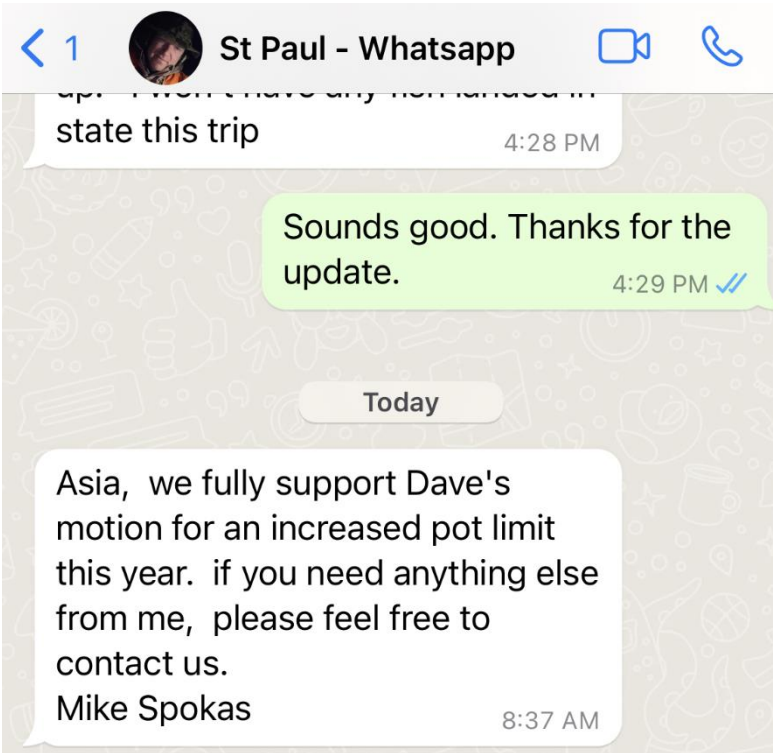 1
St Paul - Whatsapp
state this trip
4:28 PM
Sounds good. Thanks for the
update.
4:29 PM
Today
Asia,  we fully support Dave's
motion for an increased pot limit
this year.  if you need anything else
from me,  please feel free to
contact us.
Mike Spokas
8:37 AM